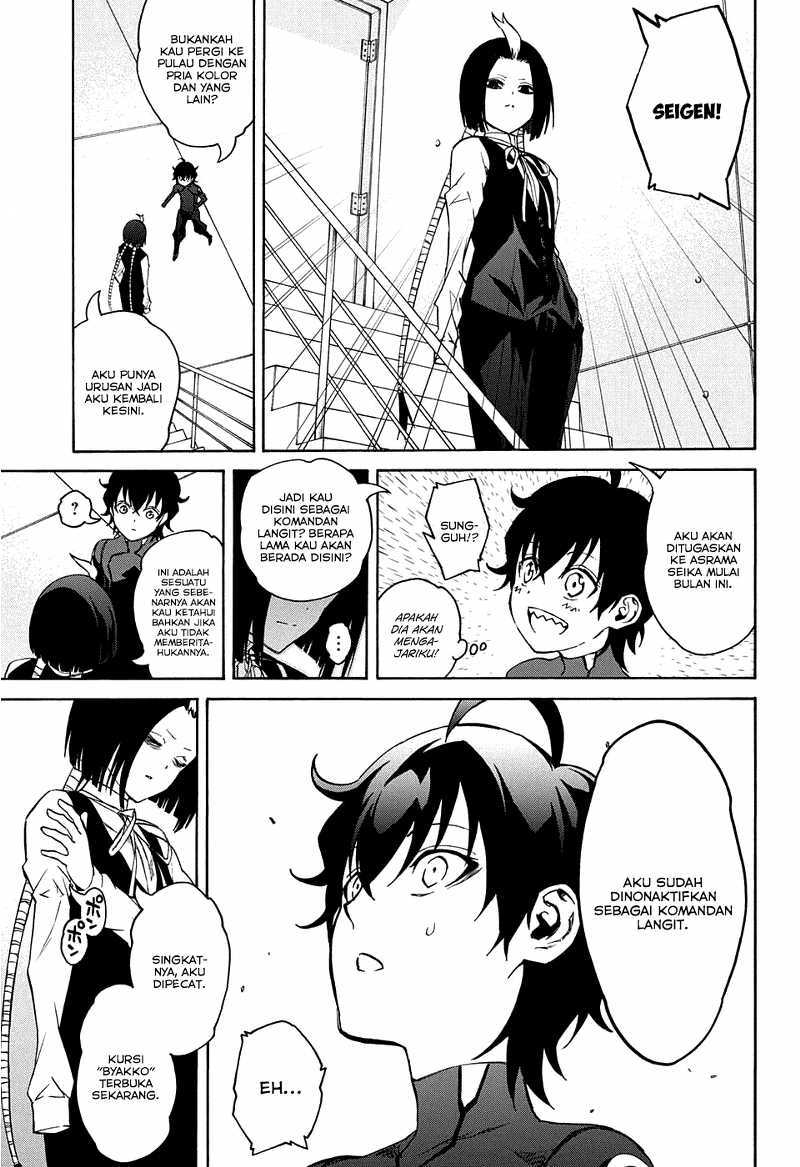 SEIGEN!
BUKANKAH
KAU PERGI KE
PULAU DENGAN
PRIA KOLOR
DAN YANG
LAIN?
AKU PUNYA
URUSAN JADI
AKU KEMBALI
KESINI.
AKU AKAN
DITUGASKAN
KE ASRAMA
SEIKA MULAI
BULAN INI.
SUNG-
GUH!?
APAKAH
DIA AKAN
MENGA-
JARIKU!
JADI KAU
DISINI SEBAGAI
KOMANDAN
LANGIT? BERAPA
LAMA KAU AKAN
BERADA DISINI?
...
?
INI ADALAH
SESUATU
YANG SEBE-
NARNYA AKAN
KAU KETAHUI
BAHKAN JIKA
AKU TIDAK
MEMBERITA-
HUKANNYA.
AKU SUDAH
DINONAKTIFKAN
SEBAGAI KOMANDAN
LANGIT.
EH...
ポン
ポン
SINGKAT-
NYA, AKU
DIPECAT.
KURSI
"BYAKKO"
TERBUKA
SEKARANG.